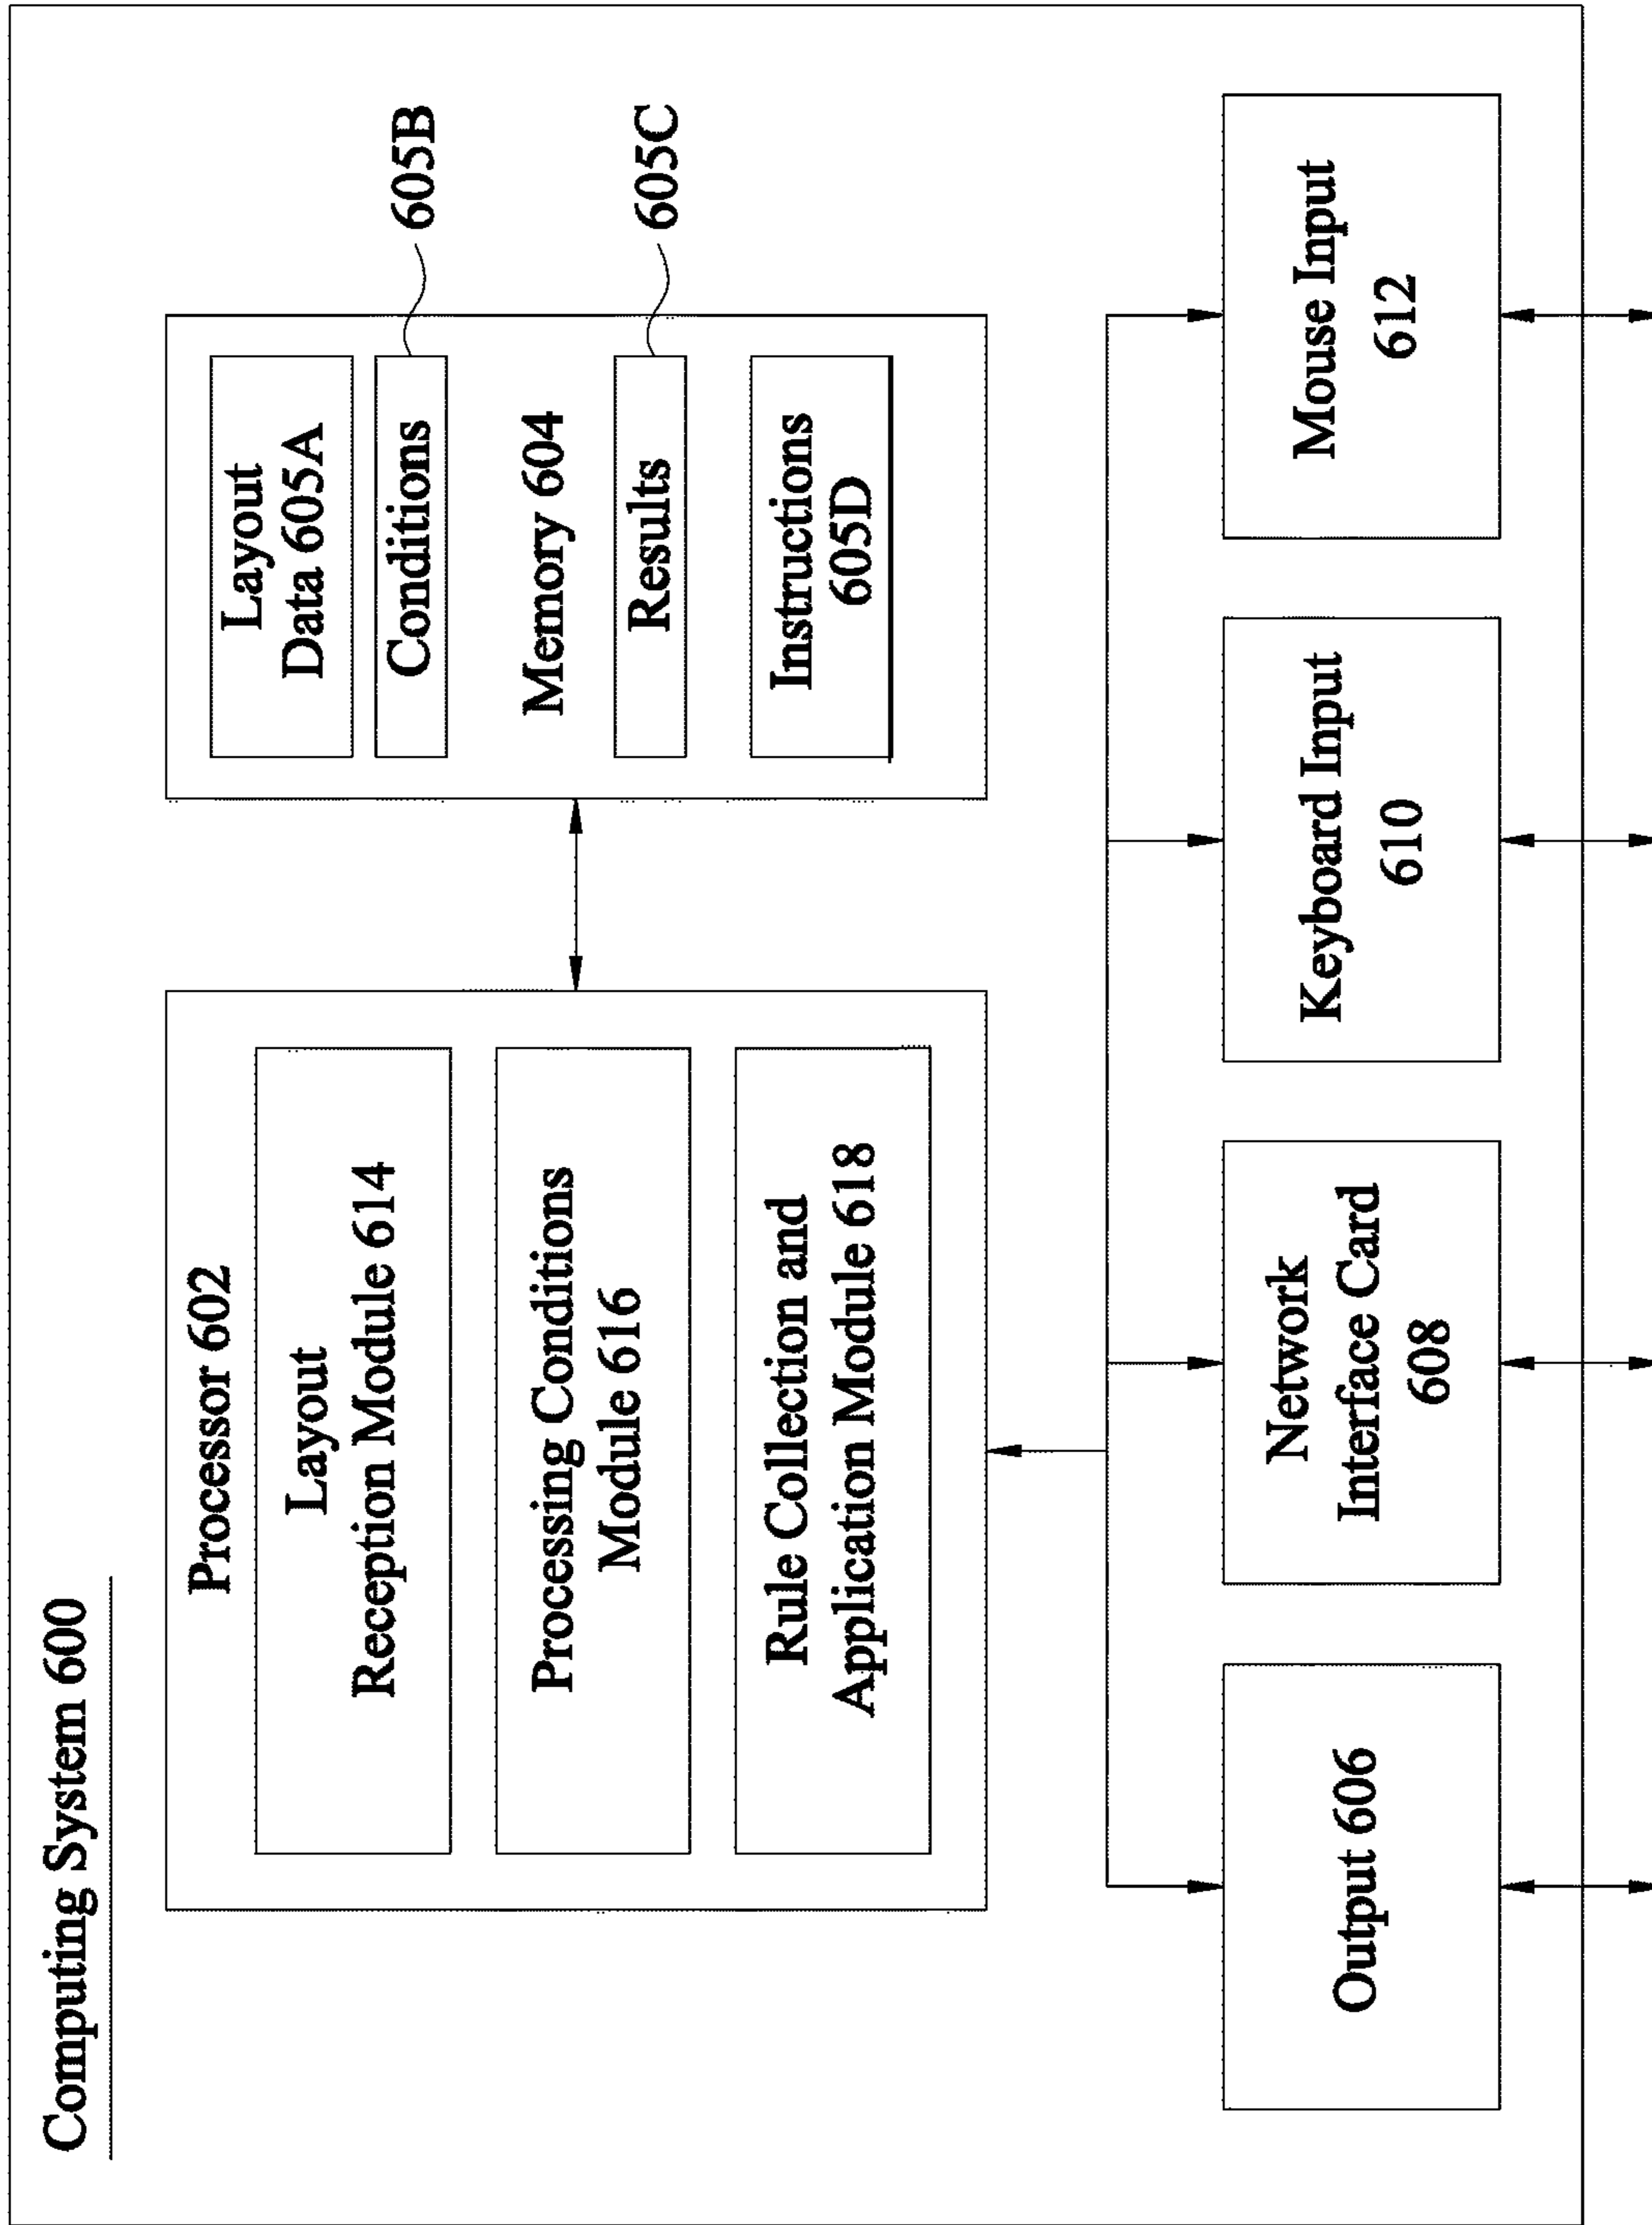 Computing System 600
Processor 602
Layout
Reception Module 614
Processing Conditions
Module 616
Rule Collection and
Application Module 618
Layout
Data 605A
Conditions
605B
Memory 604
Results
605C
Instructions
605D
Output 606
Network
Interface Card
608
Keyboard Input
610
Mouse Input
612